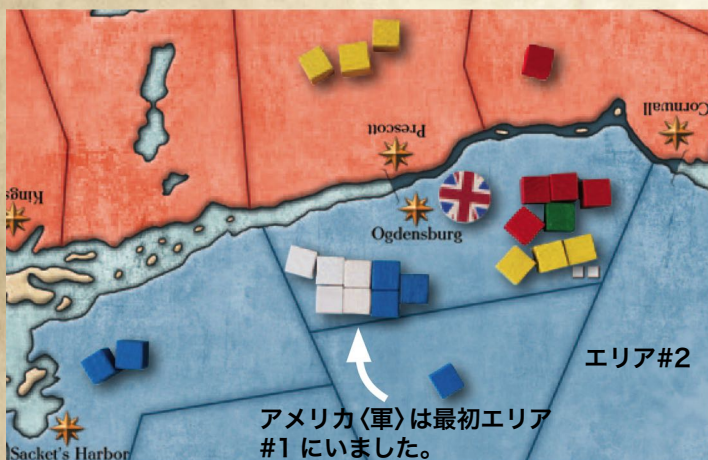 Cornwall
Prescott
Kings
Ogdensburg
エリア#2
アメリカ〈軍〉は最初エリア
#1 にいました。
Sacket's Harbor